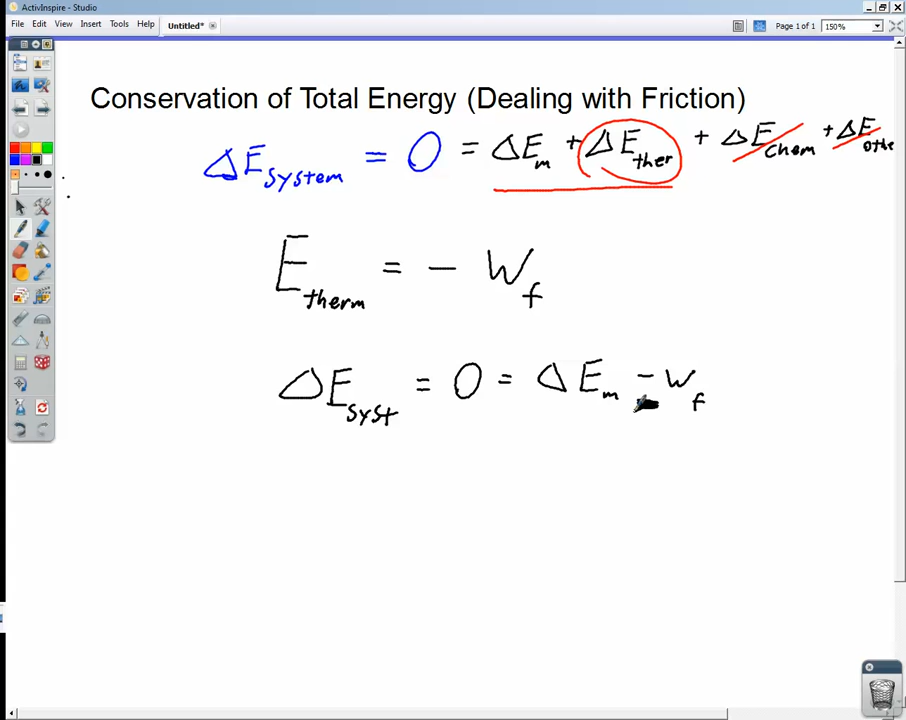 ActivInspire - Studio
File Edit View Insert Tools Help Untitled* Page 1 of 1 150%
Conservation of Total Energy (Dealing with Friction)
ΔE_system = 0 = ΔE_m + ΔE_ther + ΔE_chem + ΔE_othe
E_therm = - W_f
ΔE_syst = 0 = ΔE_m - W_f